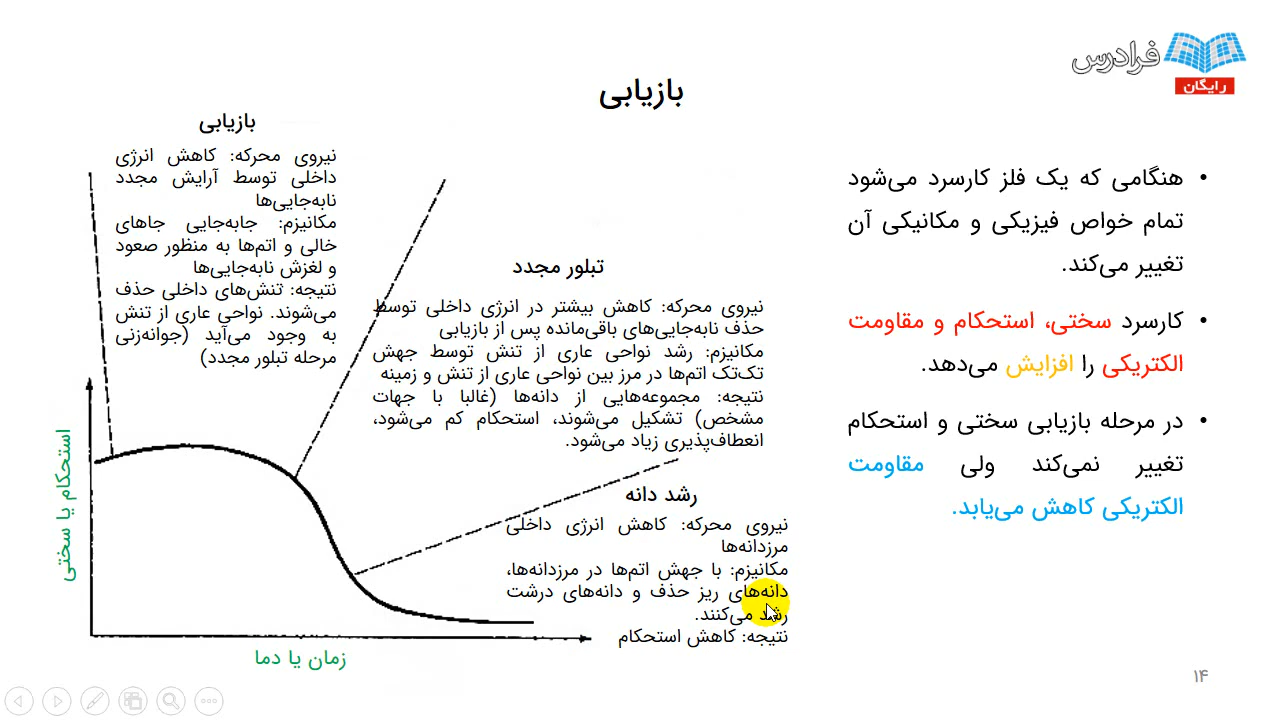 فرادرس
رایگان
بازیابی
هنگامی که یک فلز کارسرد می‌شود
تمام خواص فیزیکی و مکانیکی آن
تغییر می‌کند.
کارسرد سختی، استحکام و مقاومت
الکتریکی را افزایش می‌دهد.
در مرحله بازیابی سختی و استحکام
تغییر نمی‌کند ولی مقاومت
الکتریکی کاهش می‌یابد.
بازیابی
نیروی محرکه: کاهش انرژی
داخلی توسط آرایش مجدد
نابه‌جایی‌ها
مکانیزم: جابه‌جایی جاهای
خالی و اتم‌ها به منظور صعود
و لغزش نابه‌جایی‌ها
نتیجه: تنش‌های داخلی حذف
می‌شوند. نواحی عاری از تنش
به وجود می‌آید (جوانه‌زنی
مرحله تبلور مجدد)
تبلور مجدد
نیروی محرکه: کاهش بیشتر در انرژی داخلی توسط
حذف نابه‌جایی‌های باقی‌مانده پس از بازیابی
مکانیزم: رشد نواحی عاری از تنش توسط جهش
تک‌تک اتم‌ها در مرز بین نواحی عاری از تنش و زمینه
نتیجه: مجموعه‌هایی از دانه‌ها (غالبا با جهات
مشخص) تشکیل می‌شوند، استحکام کم می‌شود،
انعطاف‌پذیری زیاد می‌شود.
رشد دانه
نیروی محرکه: کاهش انرژی داخلی
مرزدانه‌ها
مکانیزم: با جهش اتم‌ها در مرزدانه‌ها،
دانه‌های ریز حذف و دانه‌های درشت
رشد می‌کنند.
نتیجه: کاهش استحکام
استحکام یا سختی
زمان یا دما
۱۴